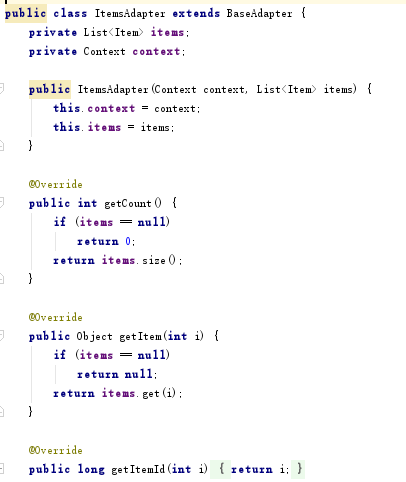 public class ItemsAdapter extends BaseAdapter {
private List<Item> items;
private Context context;
public ItemsAdapter(Context context, List<Item> items) {
this.context = context;
this.items = items;
}
@Override
public int getCount() {
if (items == null)
return 0;
return items.size();
}
@Override
public Object getItem(int i) {
if (items == null)
return null;
return items.get(i);
}
@Override
public long getItemId(int i) { return i; }